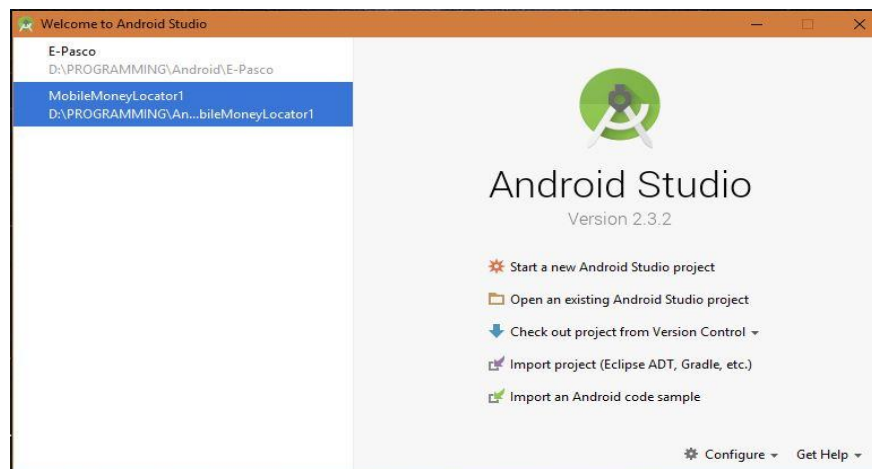 Welcome to Android Studio
E-Pasco
D:\PROGRAMMING\Android\E-Pasco
MobileMoneyLocator1
D:\PROGRAMMING\An...bileMoneyLocator1
Android Studio
Version 2.3.2
Start a new Android Studio project
Open an existing Android Studio project
Check out project from Version Control
Import project (Eclipse ADT, Gradle, etc.)
Import an Android code sample
Configure
Get Help